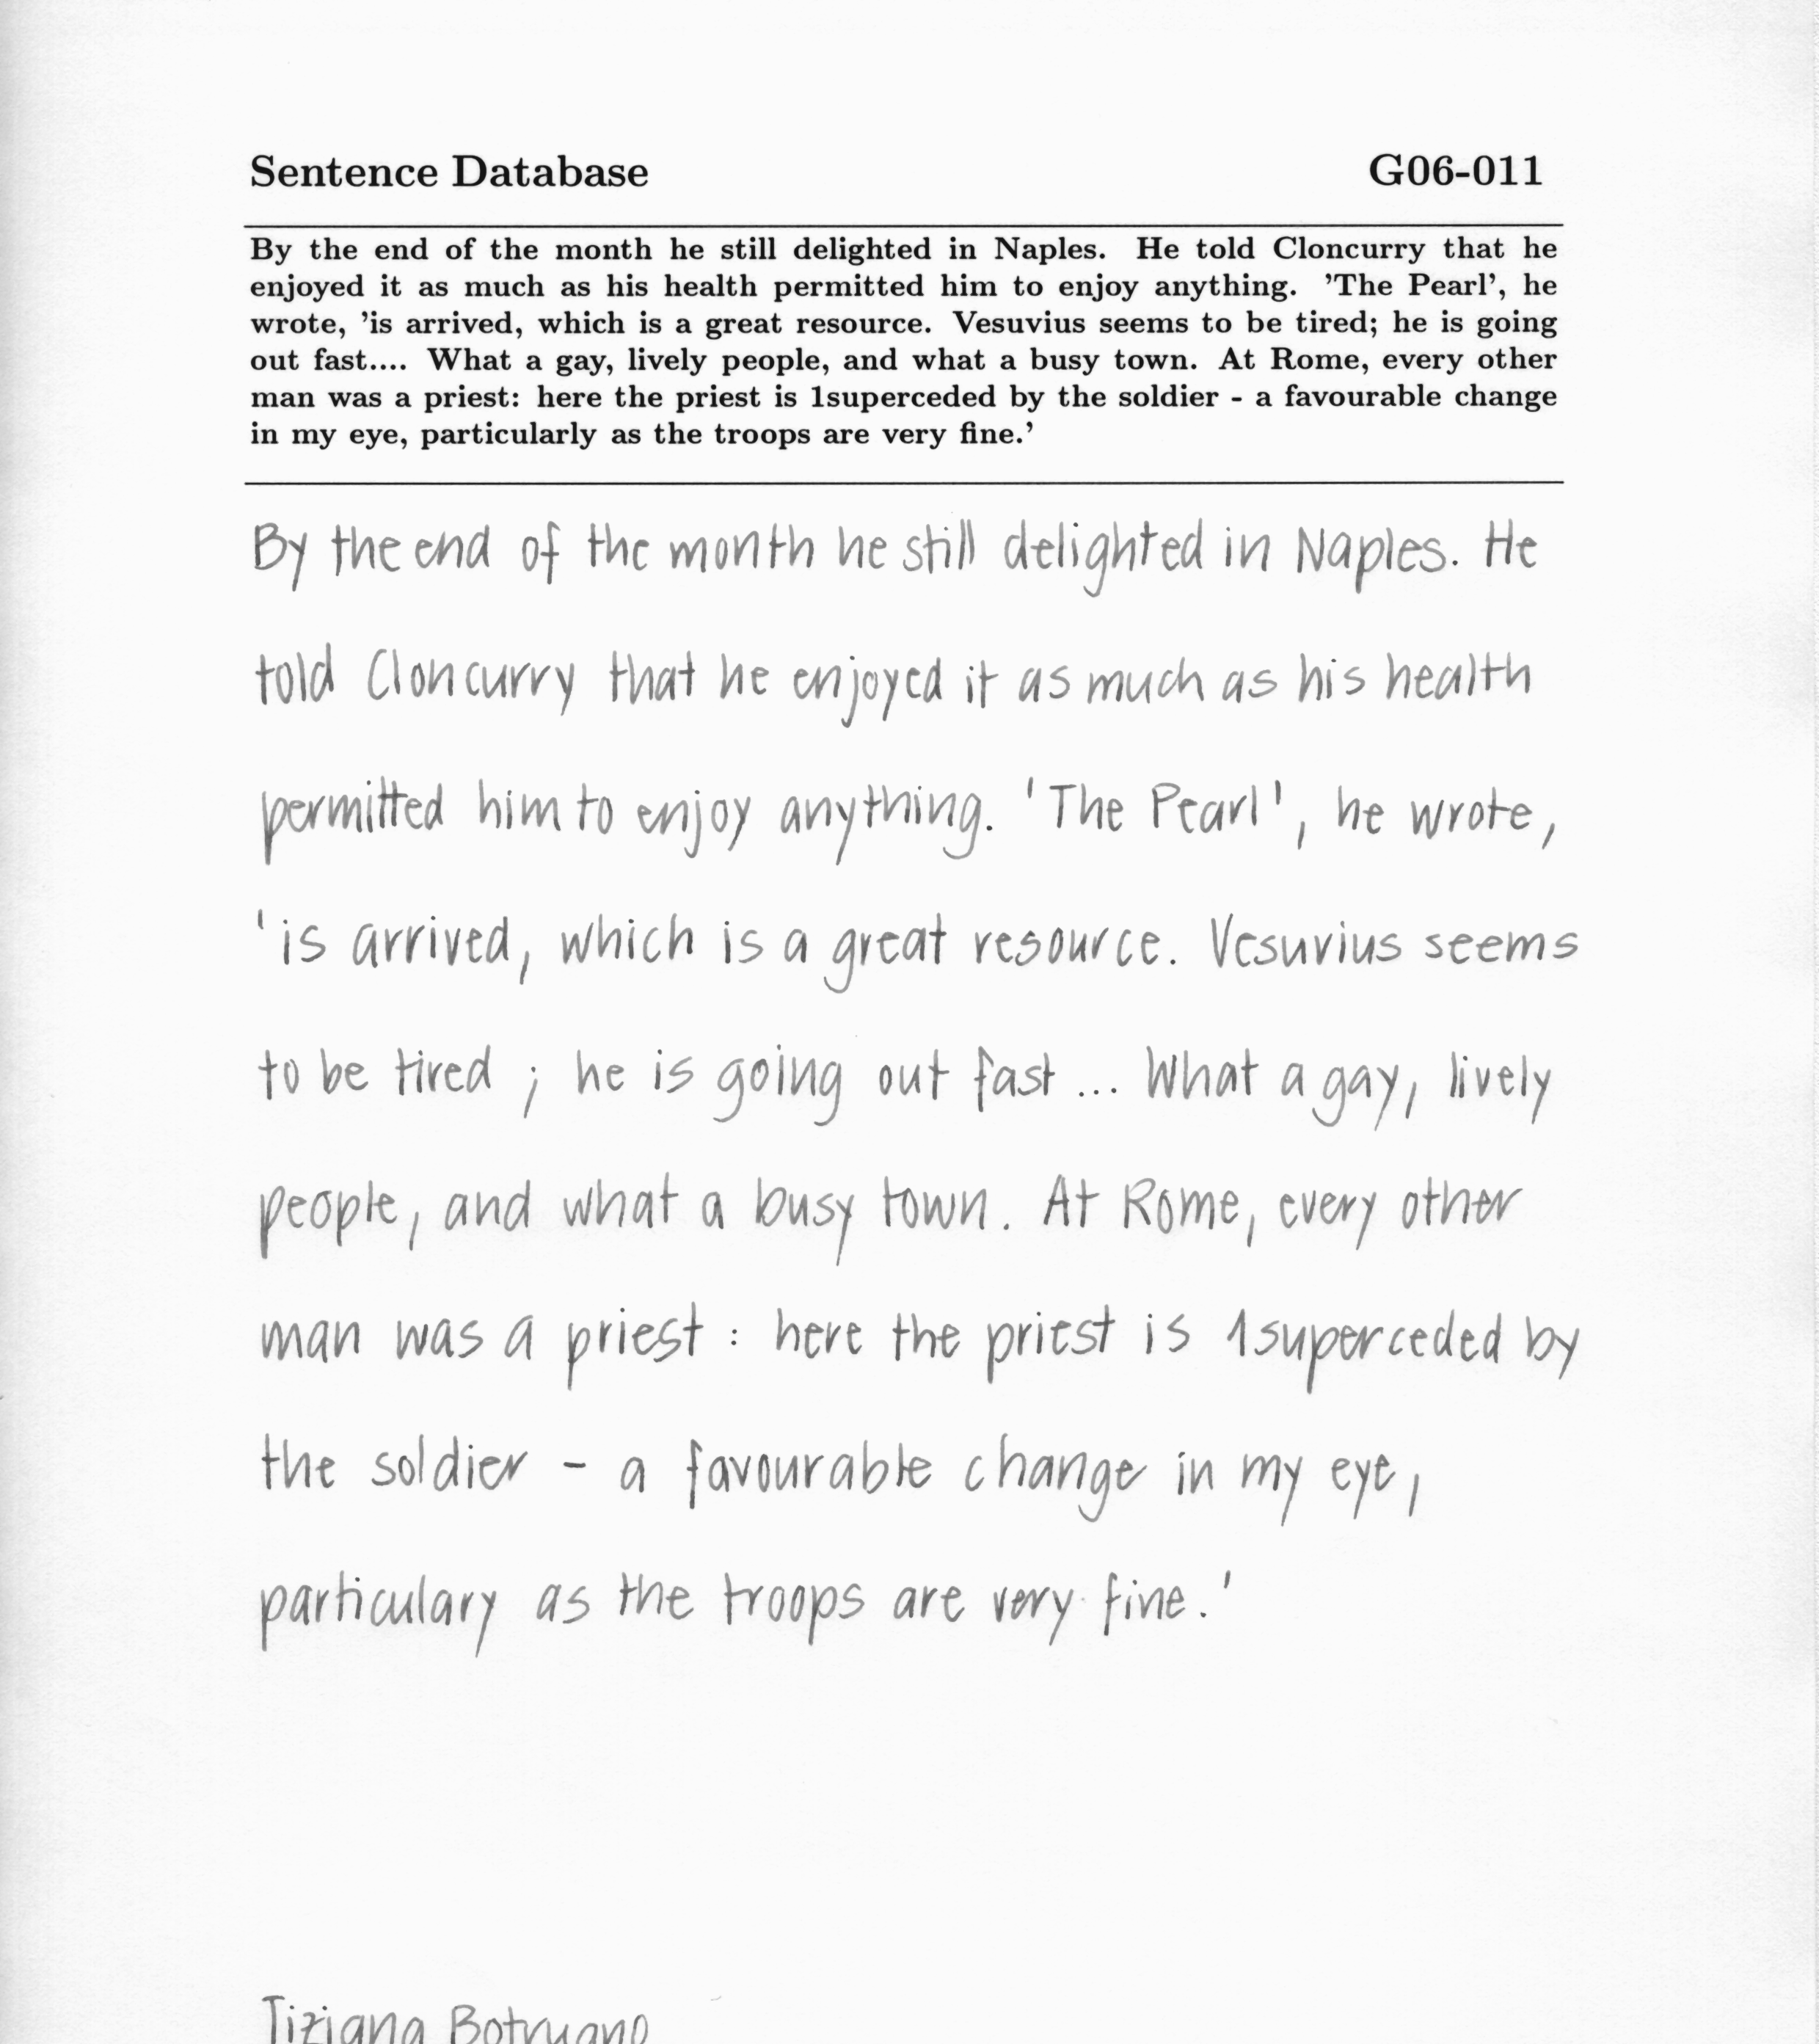 Sentence Database G06-011
By the end of the month he still delighted in Naples. He told Cloncurry that he
enjoyed it as much as his health permitted him to enjoy anything. 'The Pearl', he
wrote, 'is arrived, which is a great resource. Vesuvius seems to be tired; he is going
out fast.... What a gay, lively people, and what a busy town. At Rome, every other
man was a priest: here the priest is 1superceded by the soldier - a favourable change
in my eye, particularly as the troops are very fine.'
By the end of the month he still delighted in Naples. He
told Cloncurry that he enjoyed it as much as his health
permitted him to enjoy anything. 'The Pearl', he wrote,
'is arrived, which is a great resource. Vesuvius seems
to be tired ; he is going out fast ... What a gay, lively
people, and what a busy town. At Rome, every other
man was a priest : here the priest is 1superceded by
the soldier - a favourable change in my eye,
particulary as the troops are very fine.'
Tiziana